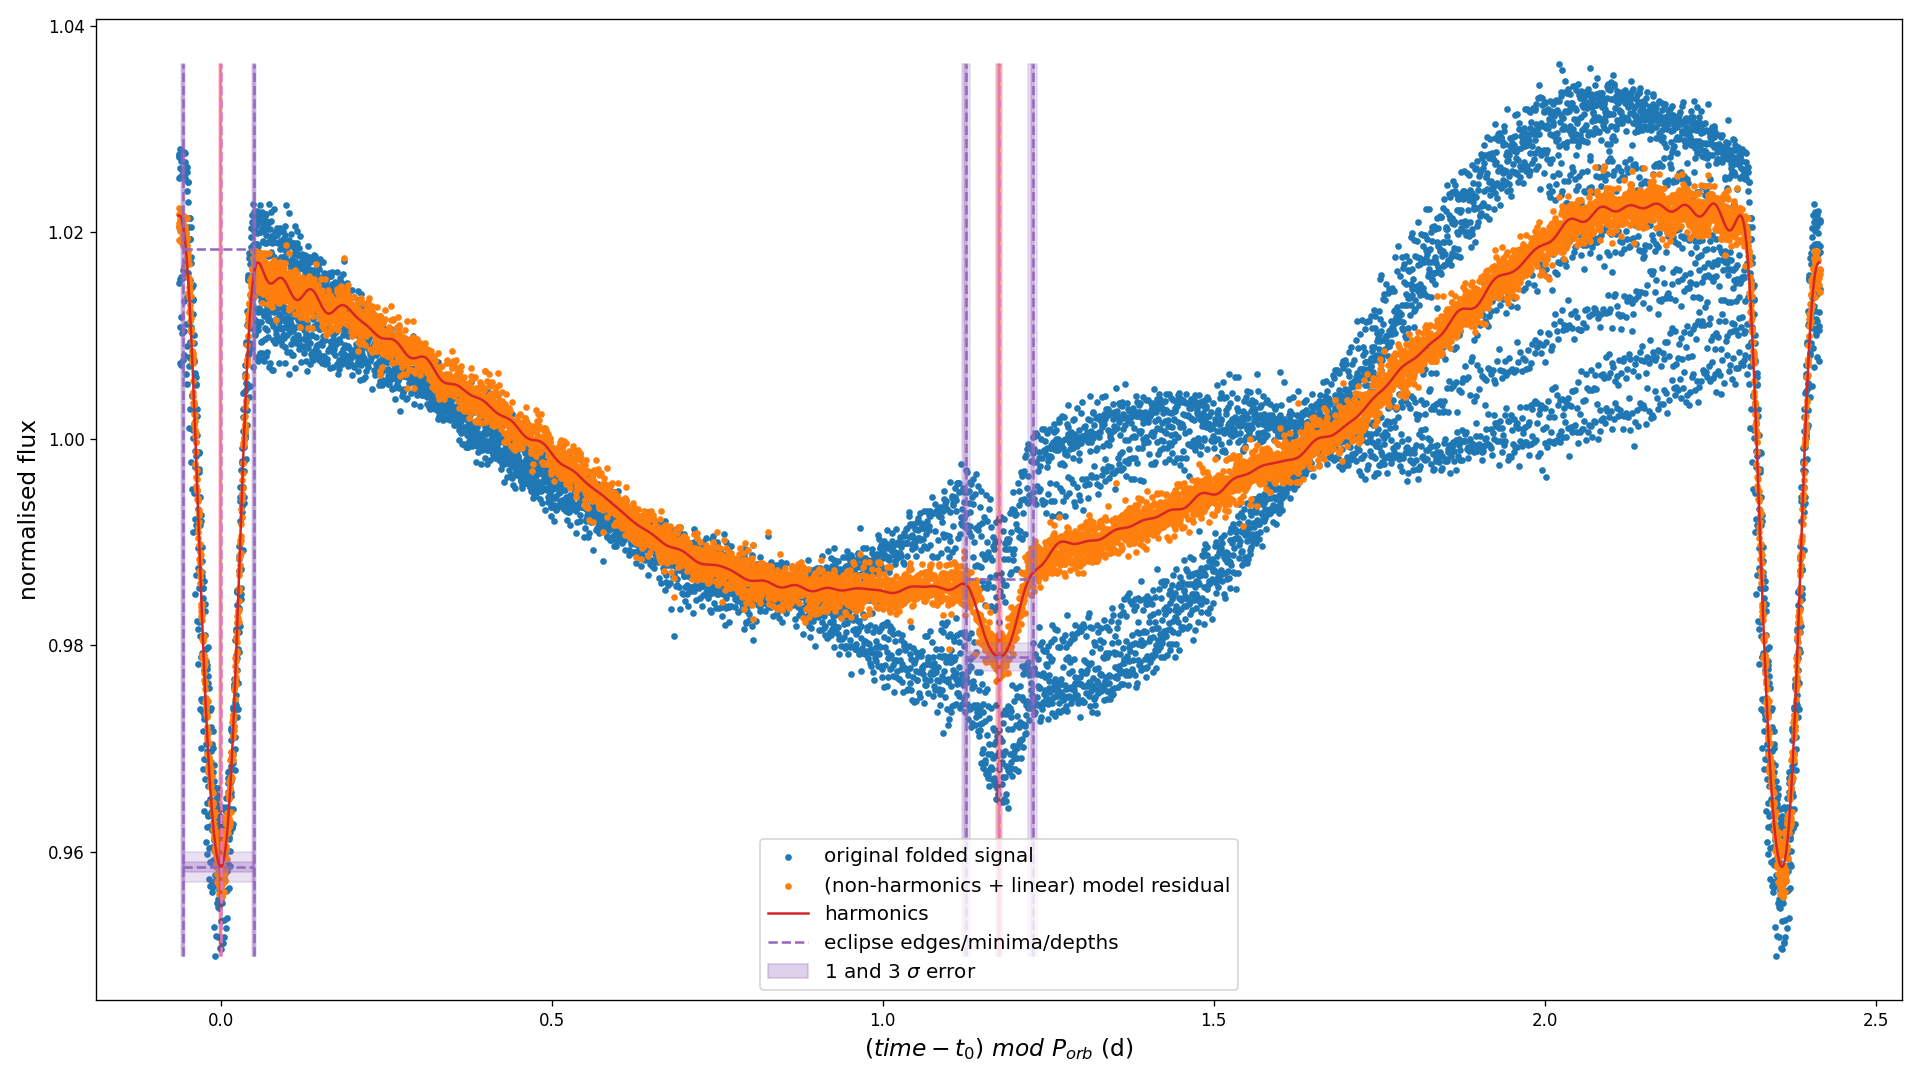 normalised flux
1.04
1.02
1.00
0.98
0.96
original folded signal
(non-harmonics + linear) model residual
harmonics
eclipse edges/minima/depths
1 and 3 σ error
0.0 0.5 1.0 1.5 2.0 2.5
(time − t₀) mod Pₒᵣb (d)